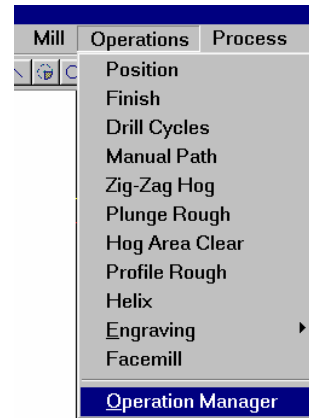 Mill Operations Process
Position
Finish
Drill Cycles
Manual Path
Zig-Zag Hog
Plunge Rough
Hog Area Clear
Profile Rough
Helix
Engraving
Facemill
Operation Manager